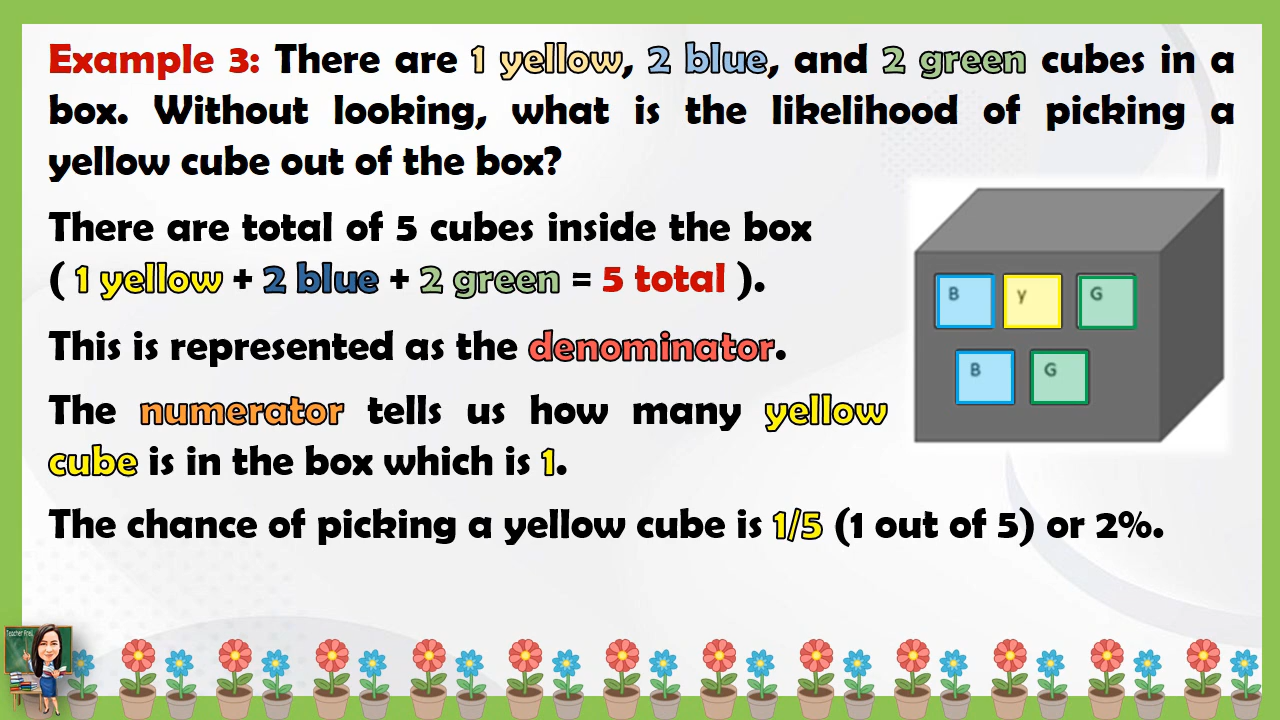 Example 3: There are 1 yellow, 2 blue, and 2 green cubes in a
box. Without looking, what is the likelihood of picking a
yellow cube out of the box?
There are total of 5 cubes inside the box
( 1 yellow + 2 blue + 2 green = 5 total ).
This is represented as the denominator.
The numerator tells us how many yellow
cube is in the box which is 1.
The chance of picking a yellow cube is 1/5 (1 out of 5) or 2%.
B y G
B G